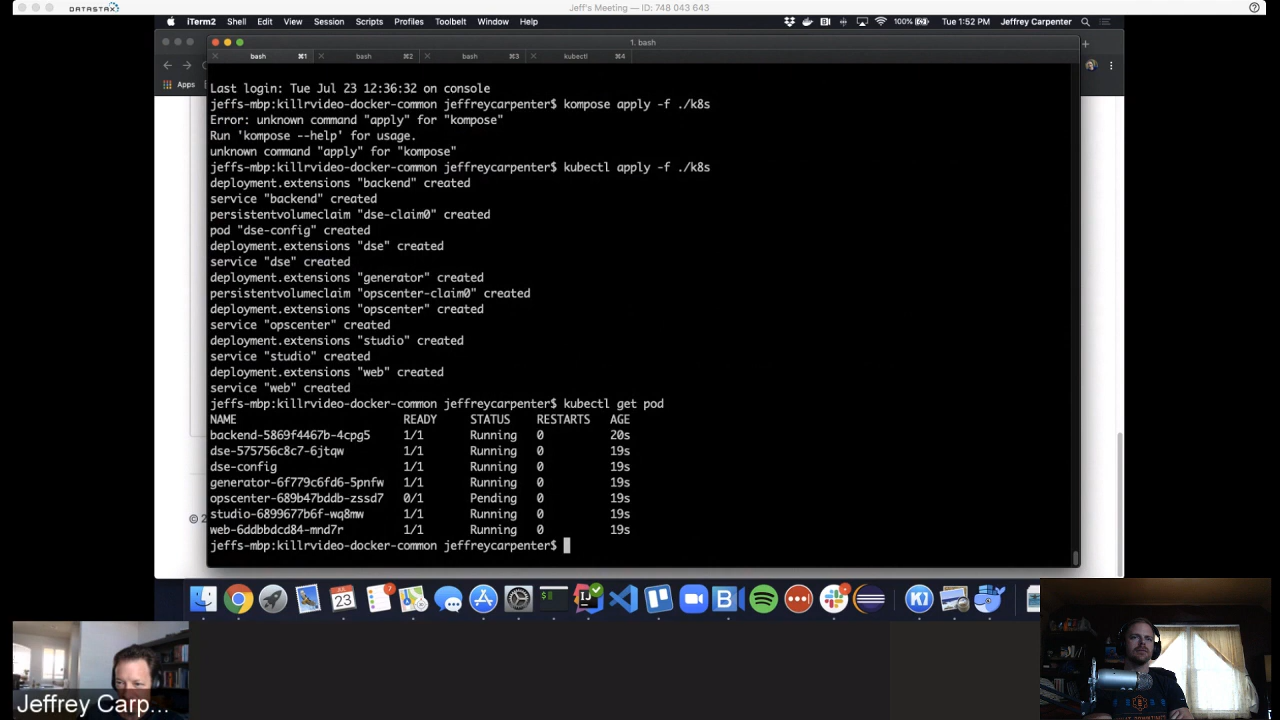 DATASTAX
Jeff's Meeting — ID: 748 043 643
iTerm2 Shell Edit View Session Scripts Profiles Toolbelt Window Help
100% Tue 1:52 PM Jeffrey Carpenter
1. bash
bash ⌘1 bash ⌘2 bash ⌘3 kubectl ⌘4
Apps
Last login: Tue Jul 23 12:36:32 on console
jeffs-mbp:killrvideo-docker-common jeffreycarpenter$ kompose apply -f ./k8s
Error: unknown command "apply" for "kompose"
Run 'kompose --help' for usage.
unknown command "apply" for "kompose"
jeffs-mbp:killrvideo-docker-common jeffreycarpenter$ kubectl apply -f ./k8s
deployment.extensions "backend" created
service "backend" created
persistentvolumeclaim "dse-claim0" created
pod "dse-config" created
deployment.extensions "dse" created
service "dse" created
deployment.extensions "generator" created
persistentvolumeclaim "opscenter-claim0" created
deployment.extensions "opscenter" created
service "opscenter" created
deployment.extensions "studio" created
service "studio" created
deployment.extensions "web" created
service "web" created
jeffs-mbp:killrvideo-docker-common jeffreycarpenter$ kubectl get pod
NAME READY STATUS RESTARTS AGE
backend-5869f4467b-4cpg5 1/1 Running 0 20s
dse-575756c8c7-6jtqw 1/1 Running 0 19s
dse-config 1/1 Running 0 19s
generator-6f779c6fd6-5pnfw 1/1 Running 0 19s
opscenter-689b47bddb-zssd7 0/1 Pending 0 19s
studio-6899677b6f-wq8mw 1/1 Running 0 19s
© 2
web-6ddbbdcd84-mnd7r 1/1 Running 0 19s
jeffs-mbp:killrvideo-docker-common jeffreycarpenter$
23
7
Jeffrey Carp...